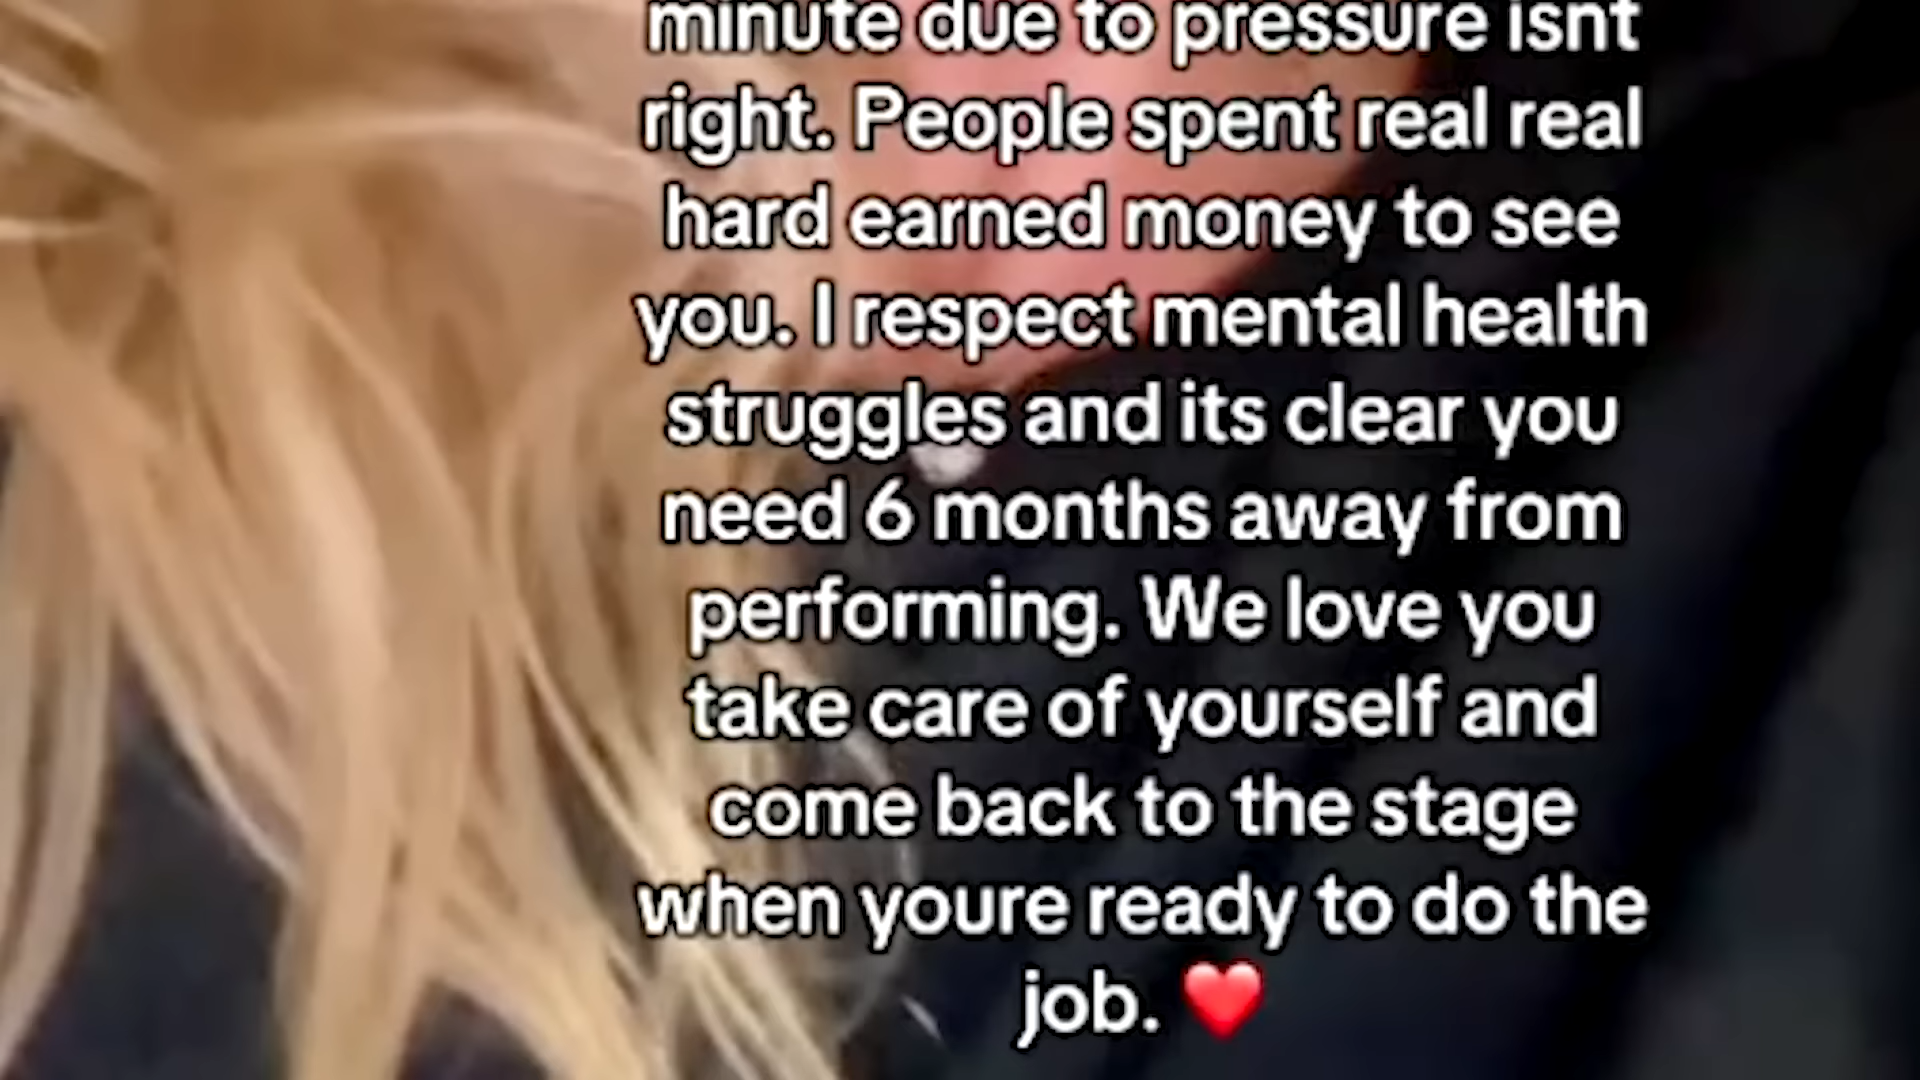 minute due to pressure isnt
right. People spent real real
hard earned money to see
you. I respect mental health
struggles and its clear you
need 6 months away from
performing. We love you
take care of yourself and
come back to the stage
when youre ready to do the
job. ❤️